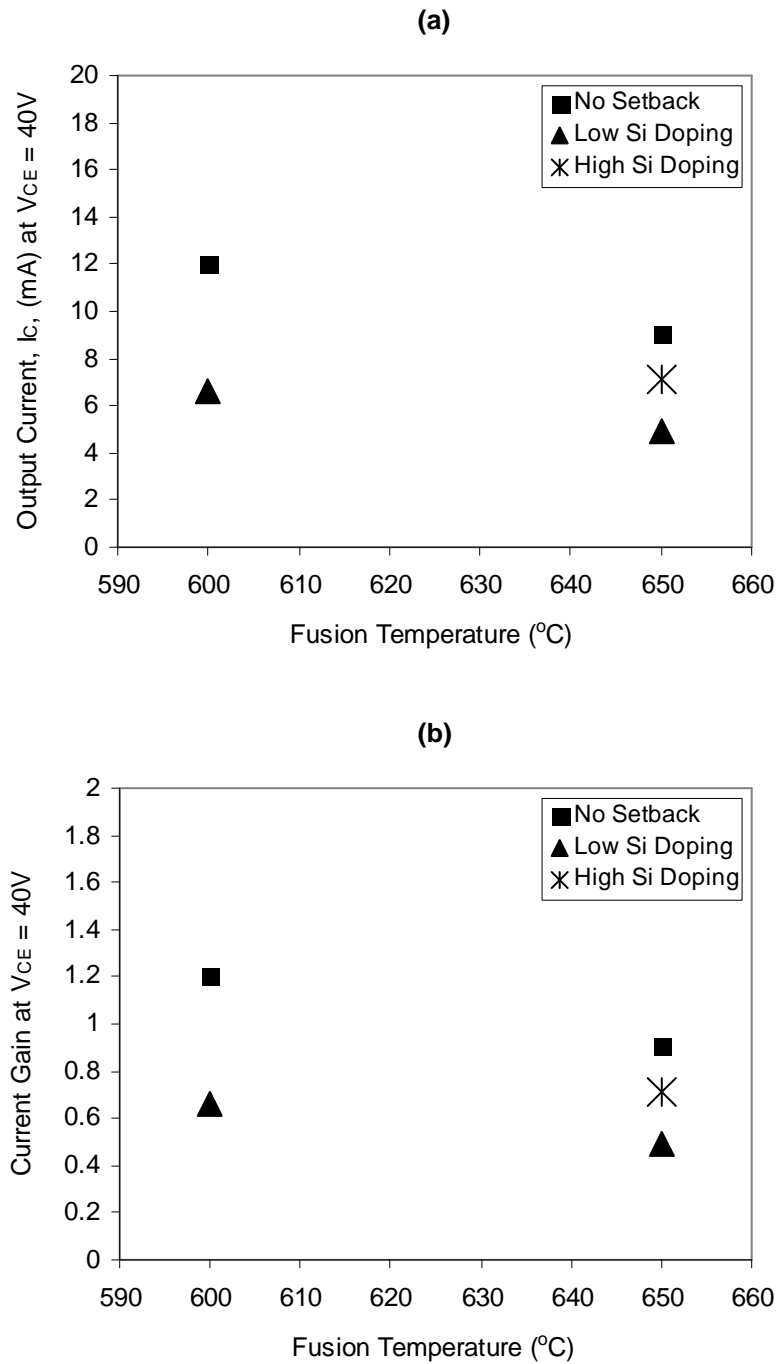 (a)
Output Current, Ic, (mA) at VCE = 40V
20
18
16
14
12
10
8
6
4
2
0
No Setback
Low Si Doping
High Si Doping
590 600 610 620 630 640 650 660
Fusion Temperature (oC)
(b)
Current Gain at VCE = 40V
2
1.8
1.6
1.4
1.2
1
0.8
0.6
0.4
0.2
0
No Setback
Low Si Doping
High Si Doping
590 600 610 620 630 640 650 660
Fusion Temperature (oC)